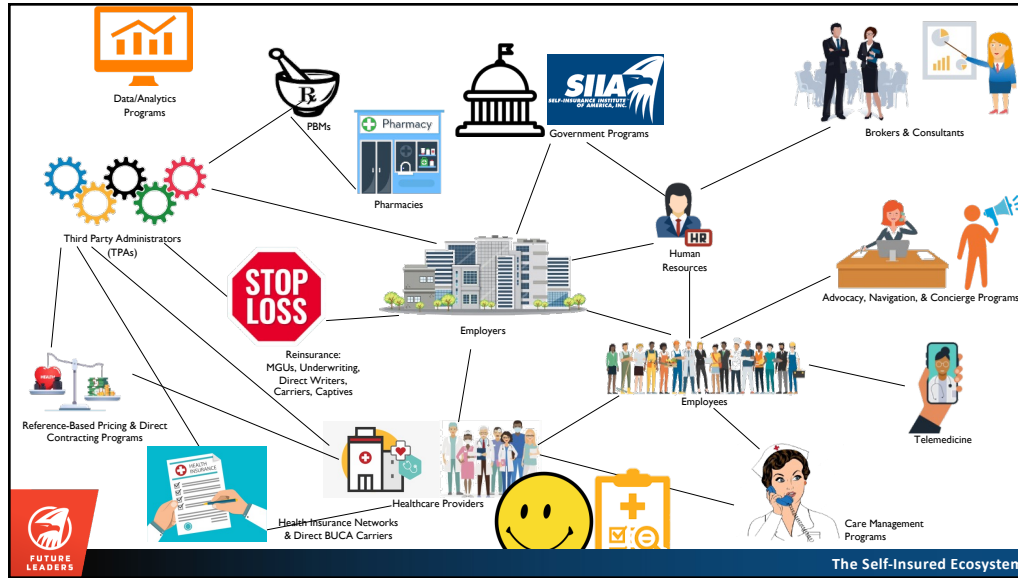 Data/Analytics
Programs
Rx
PBMs
Pharmacy
Pharmacies
SIIA
SELF-INSURANCE INSTITUTE
OF AMERICA, INC.
Government Programs
Brokers & Consultants
Third Party Administrators
(TPAs)
HR
Human
Resources
Advocacy, Navigation, & Concierge Programs
STOP
LOSS
Reinsurance:
MGUs, Underwriting,
Direct Writers,
Carriers, Captives
Employers
Employees
Telemedicine
HEALTH
Reference-Based Pricing & Direct
Contracting Programs
HEALTH
INSURANCE
Healthcare Providers
Health Insurance Networks
& Direct BUCA Carriers
Care Management
Programs
FUTURE
LEADERS
The Self-Insured Ecosystem